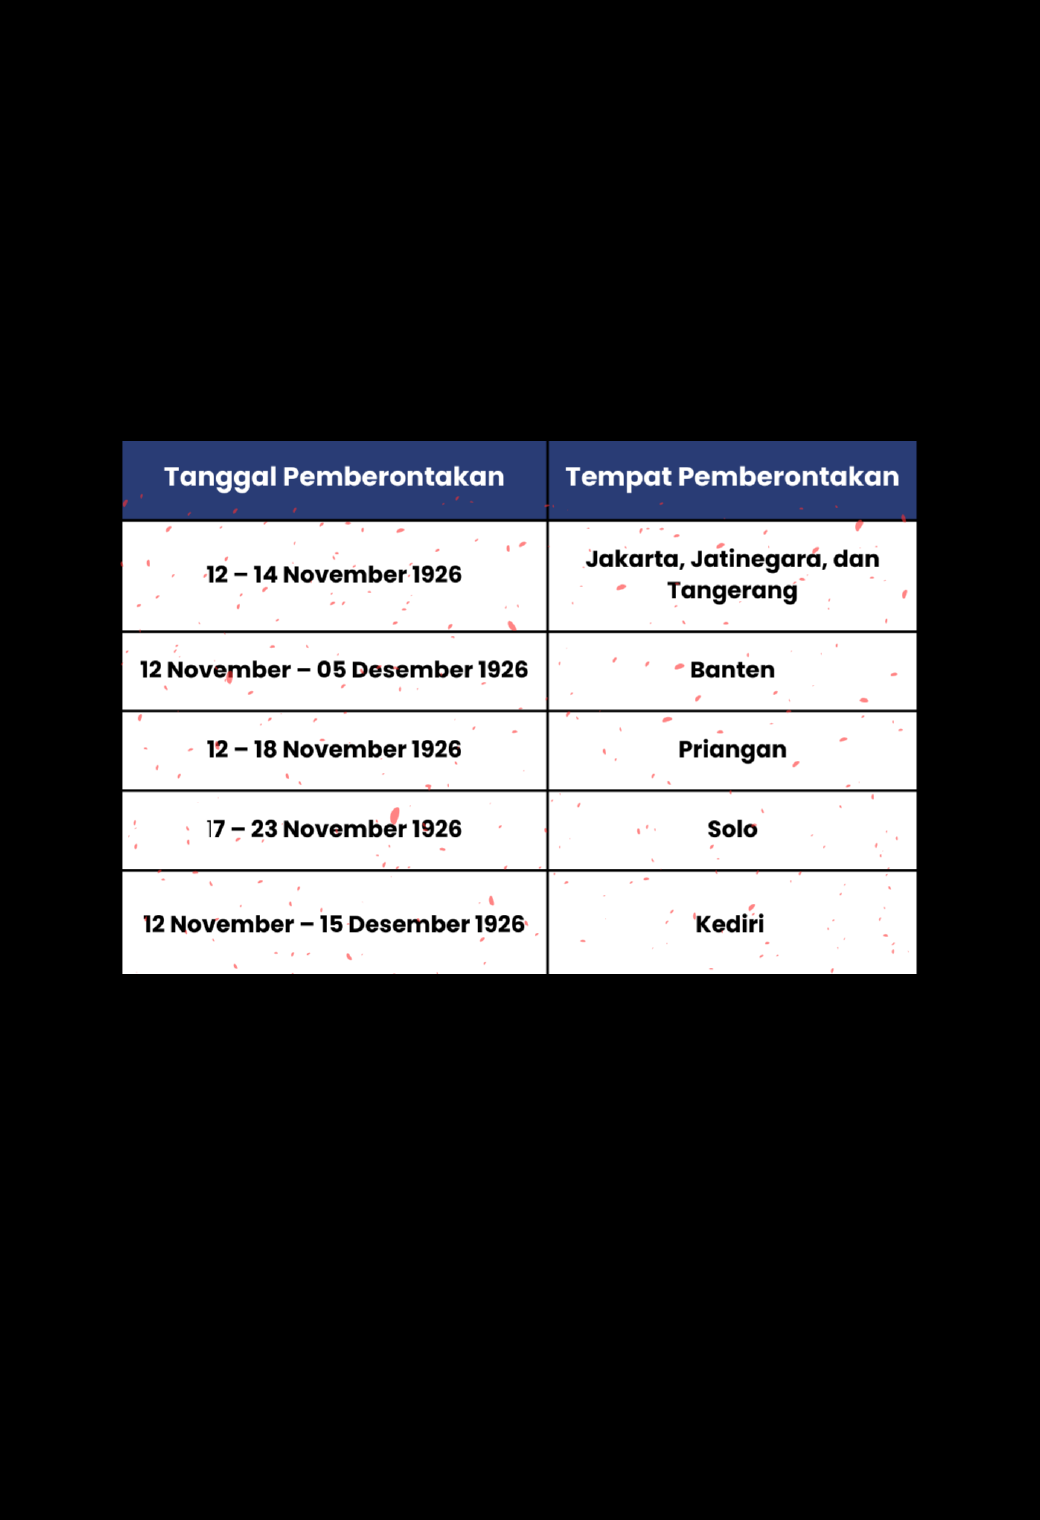 Tanggal Pemberontakan
Tempat Pemberontakan
12 – 14 November 1926
Jakarta, Jatinegara, dan
Tangerang
12 November – 05 Desember 1926
Banten
12 – 18 November 1926
Priangan
17 – 23 November 1926
Solo
12 November – 15 Desember 1926
Kediri